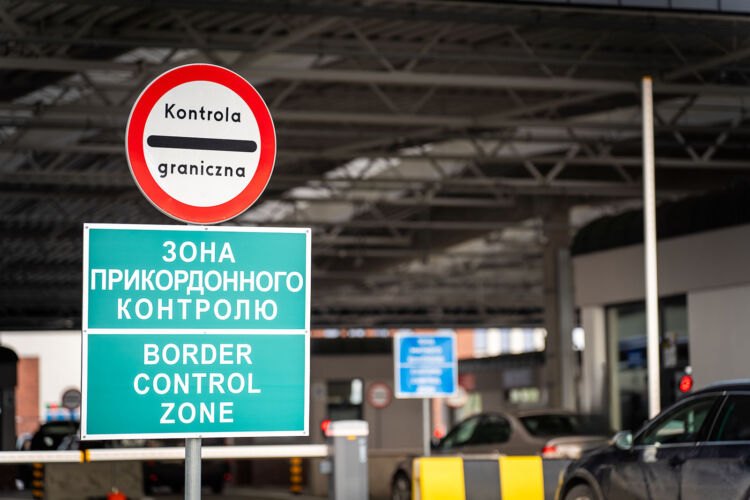 Kontrola
graniczna
ЗОНА
ПРИКОРДОННОГО
КОНТРОЛЮ
BORDER
CONTROL
ZONE